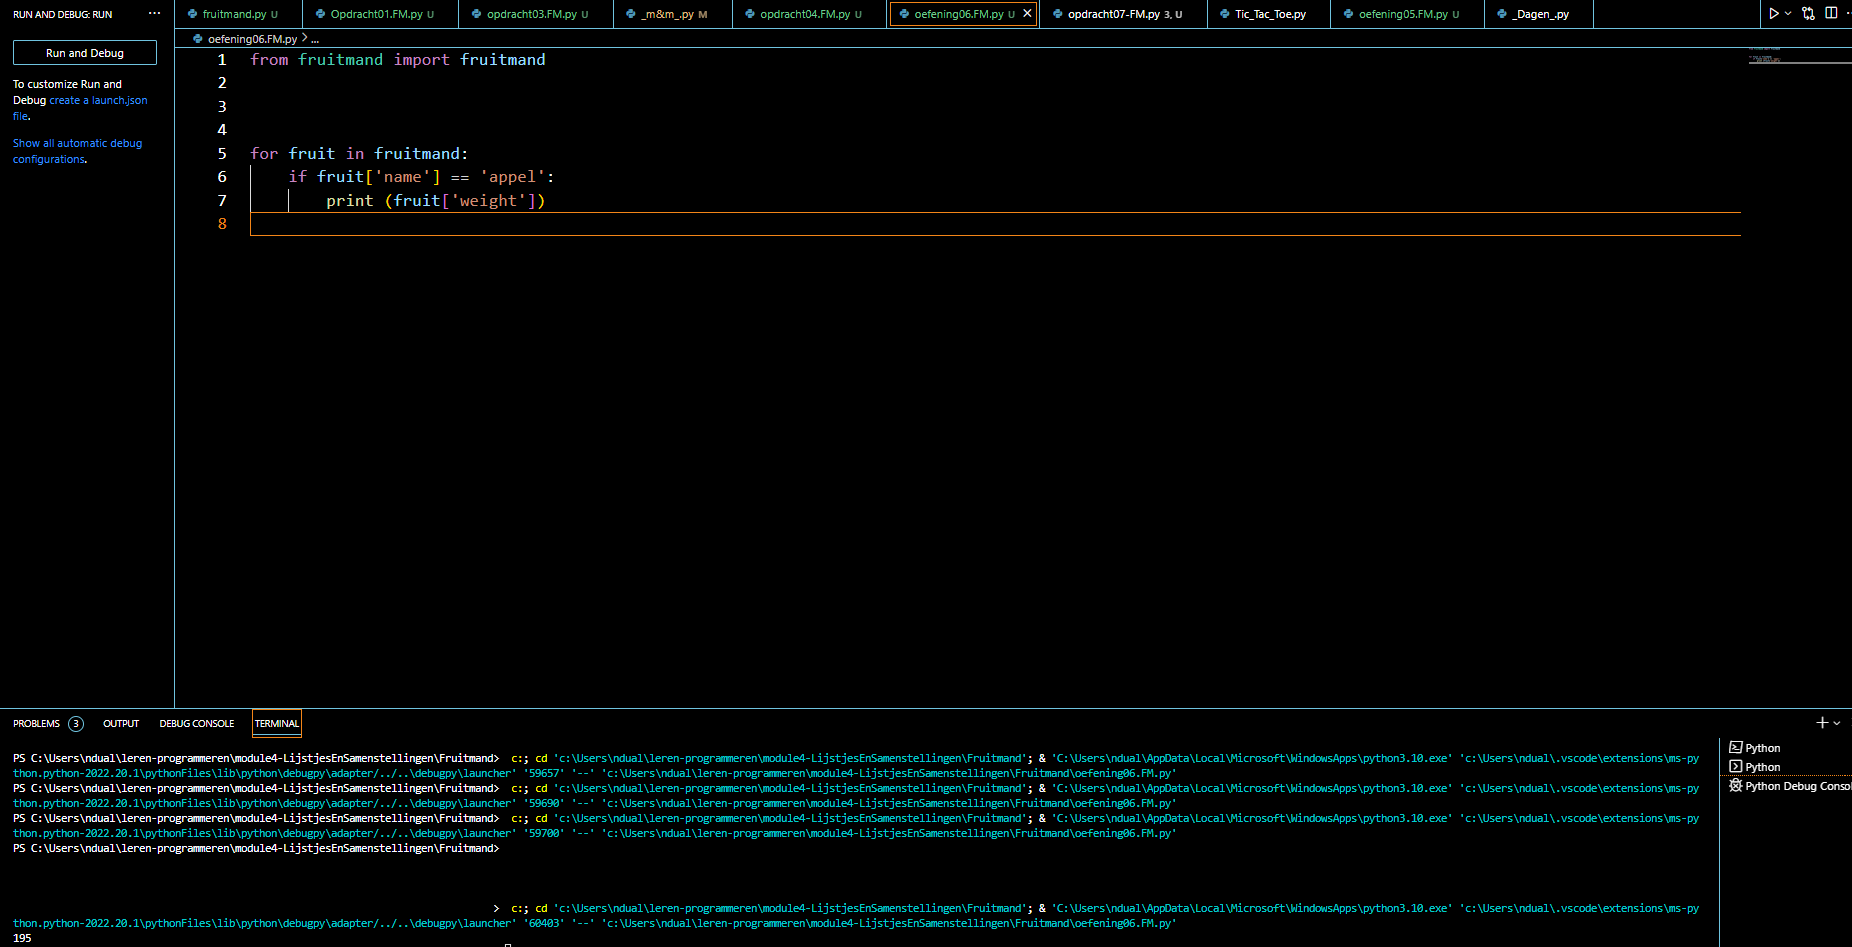 RUN AND DEBUG: RUN ···
Run and Debug
To customize Run and
Debug create a launch.json
file.
Show all automatic debug
configurations.
fruitmand.py U
Opdracht01.FM.py U
opdracht03.FM.py U
_m&m_.py M
opdracht04.FM.py U
oefening06.FM.py U
opdracht07-FM.py 3, U
Tic_Tac_Toe.py
oefening05.FM.py U
_Dagen_.py
oefening06.FM.py > ...
1 from fruitmand import fruitmand
2
3
4
5 for fruit in fruitmand:
6 if fruit['name'] == 'appel':
7 print (fruit['weight'])
8
PROBLEMS 3 OUTPUT DEBUG CONSOLE TERMINAL
PS C:\Users\ndual\leren-programmeren\module4-LijstjesEnSamenstellingen\Fruitmand> c:; cd 'c:\Users\ndual\leren-programmeren\module4-LijstjesEnSamenstellingen\Fruitmand'; & 'C:\Users\ndual\AppData\Local\Microsoft\WindowsApps\python3.10.exe' 'c:\Users\ndual\.vscode\extensions\ms-py
thon.python-2022.20.1\pythonFiles\lib\python\debugpy\adapter/../..\debugpy\launcher' '59657' '--' 'c:\Users\ndual\leren-programmeren\module4-LijstjesEnSamenstellingen\Fruitmand\oefening06.FM.py'
PS C:\Users\ndual\leren-programmeren\module4-LijstjesEnSamenstellingen\Fruitmand> c:; cd 'c:\Users\ndual\leren-programmeren\module4-LijstjesEnSamenstellingen\Fruitmand'; & 'C:\Users\ndual\AppData\Local\Microsoft\WindowsApps\python3.10.exe' 'c:\Users\ndual\.vscode\extensions\ms-py
thon.python-2022.20.1\pythonFiles\lib\python\debugpy\adapter/../..\debugpy\launcher' '59690' '--' 'c:\Users\ndual\leren-programmeren\module4-LijstjesEnSamenstellingen\Fruitmand\oefening06.FM.py'
PS C:\Users\ndual\leren-programmeren\module4-LijstjesEnSamenstellingen\Fruitmand> c:; cd 'c:\Users\ndual\leren-programmeren\module4-LijstjesEnSamenstellingen\Fruitmand'; & 'C:\Users\ndual\AppData\Local\Microsoft\WindowsApps\python3.10.exe' 'c:\Users\ndual\.vscode\extensions\ms-py
thon.python-2022.20.1\pythonFiles\lib\python\debugpy\adapter/../..\debugpy\launcher' '59700' '--' 'c:\Users\ndual\leren-programmeren\module4-LijstjesEnSamenstellingen\Fruitmand\oefening06.FM.py'
PS C:\Users\ndual\leren-programmeren\module4-LijstjesEnSamenstellingen\Fruitmand>
> c:; cd 'c:\Users\ndual\leren-programmeren\module4-LijstjesEnSamenstellingen\Fruitmand'; & 'C:\Users\ndual\AppData\Local\Microsoft\WindowsApps\python3.10.exe' 'c:\Users\ndual\.vscode\extensions\ms-py
thon.python-2022.20.1\pythonFiles\lib\python\debugpy\adapter/../..\debugpy\launcher' '60403' '--' 'c:\Users\ndual\leren-programmeren\module4-LijstjesEnSamenstellingen\Fruitmand\oefening06.FM.py'
195
Python
Python
Python Debug Consol